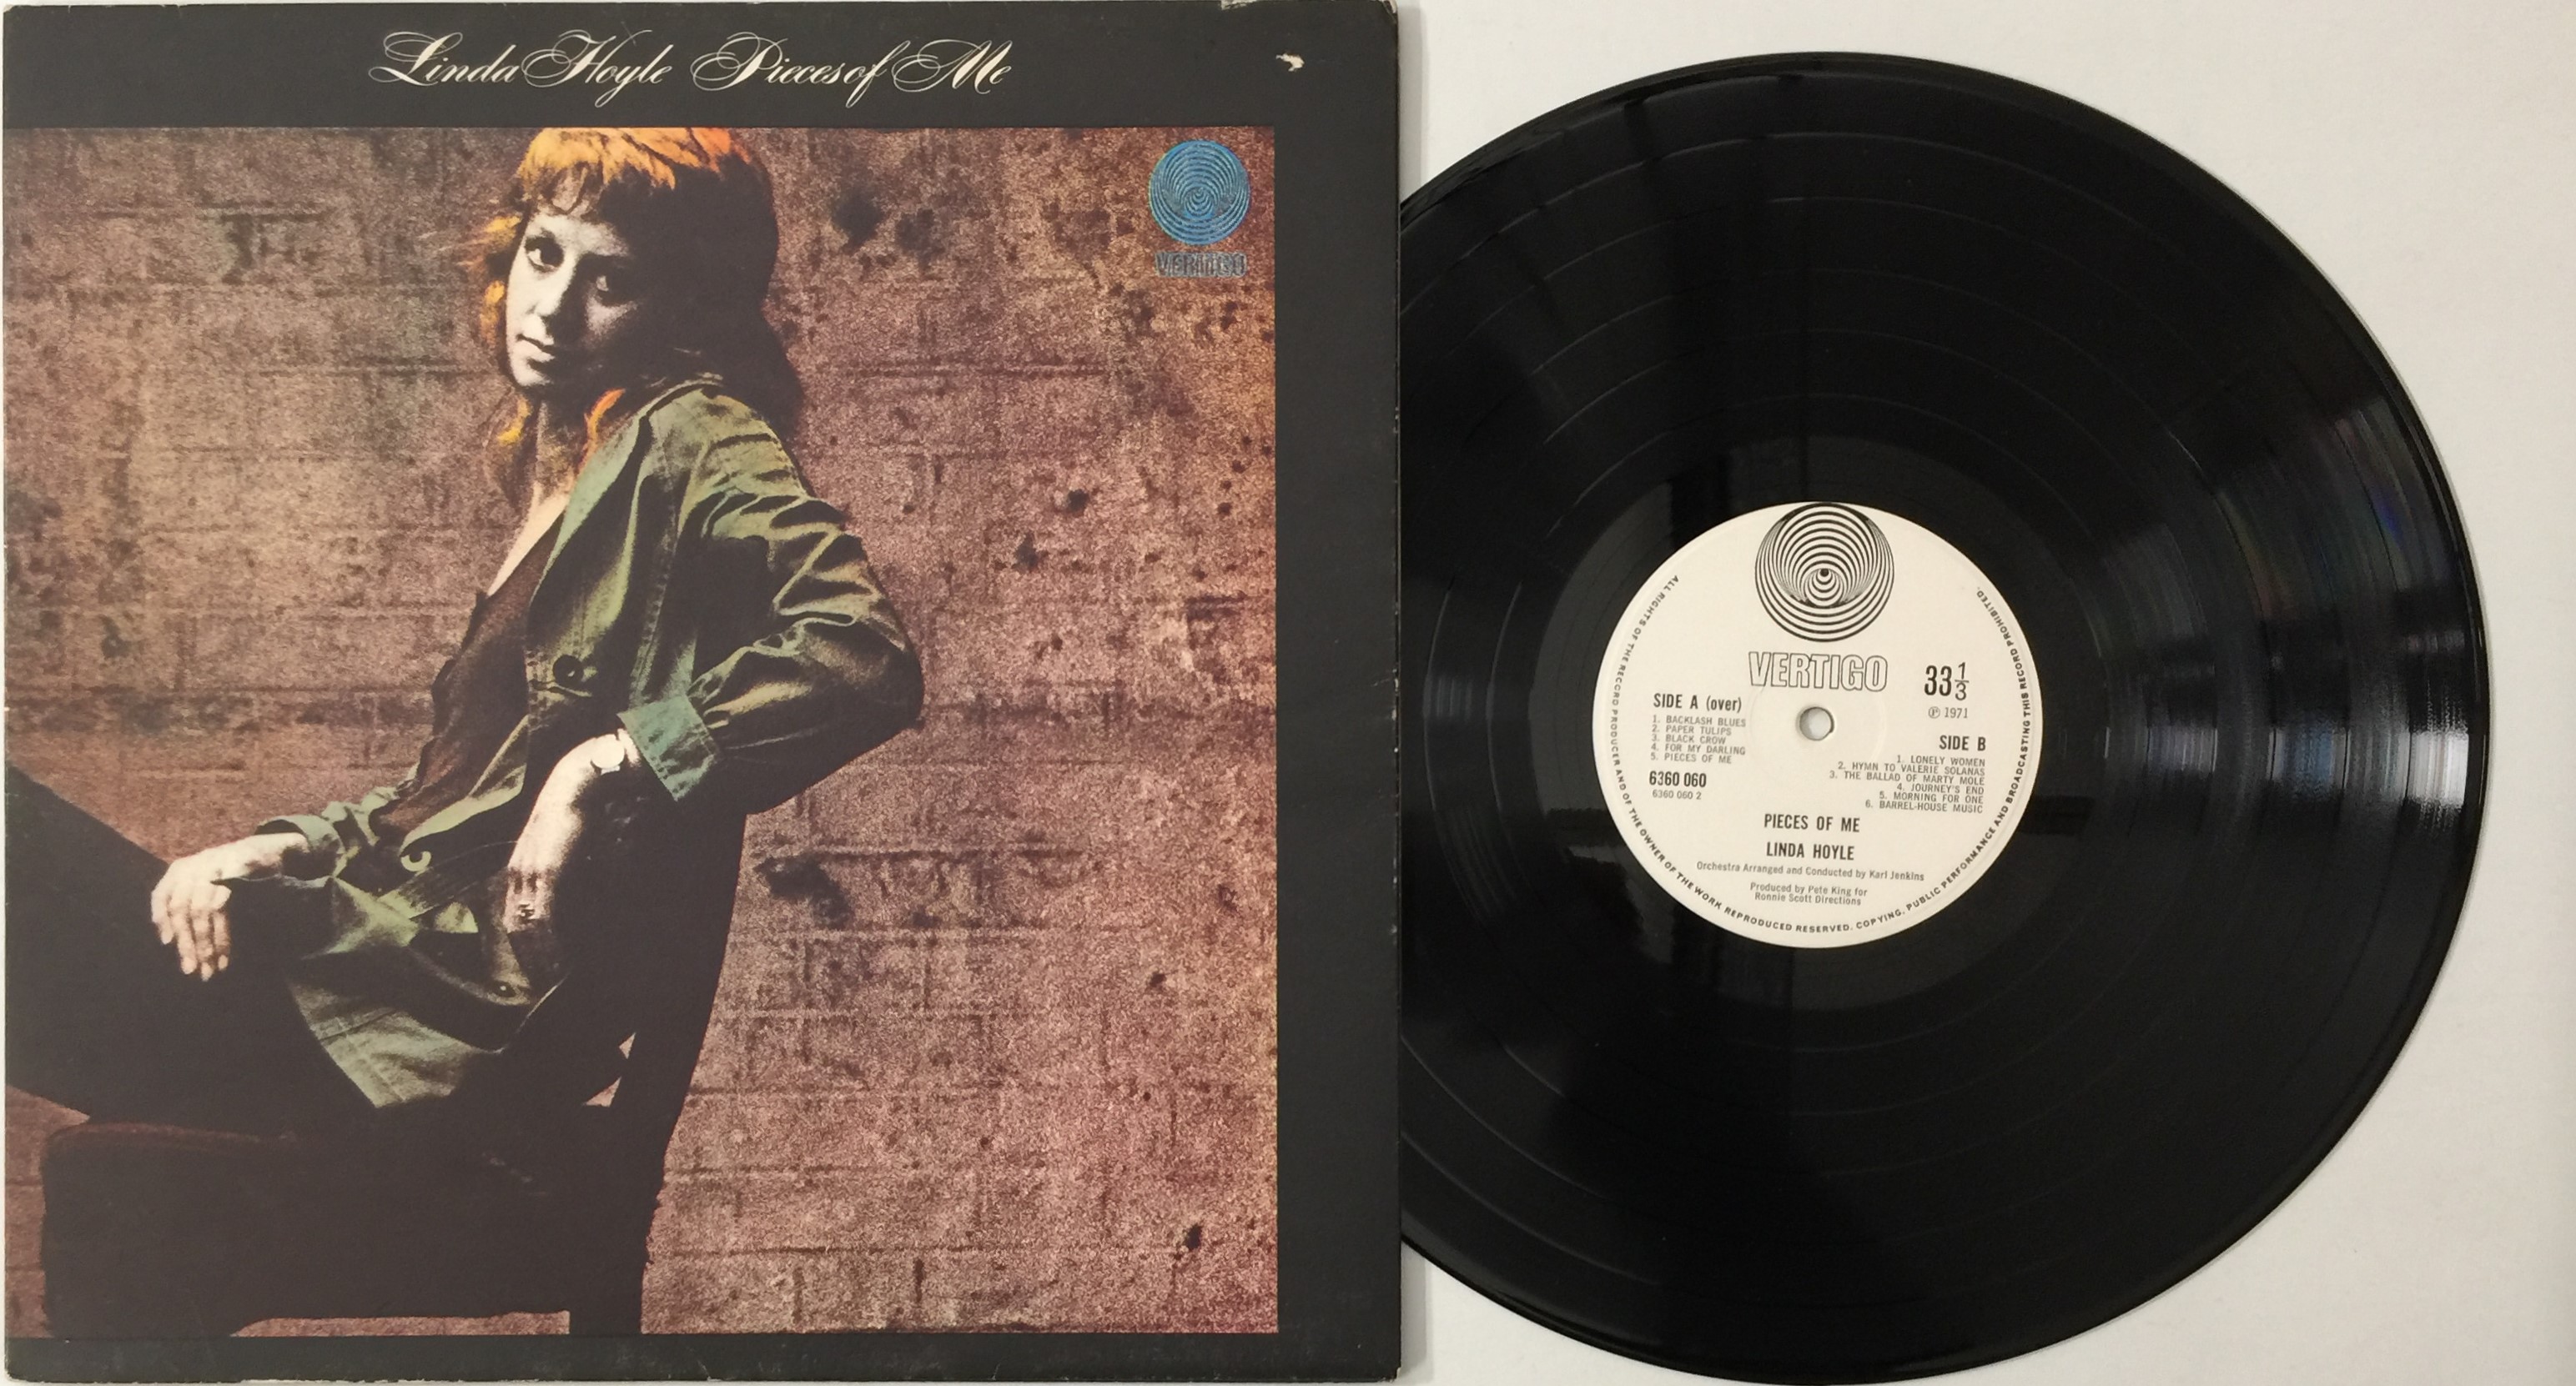 Linda Hoyle Pieces of Me
VERTIGO
VERTIGO
33 1/3
℗ 1971
SIDE A (over)
1. BACKLASH BLUES
2. PAPER TULIPS
3. BLACK CROW
4. FOR MY DARLING
5. PIECES OF ME
6360 060
6360 060 2
SIDE B
1. LONELY WOMEN
2. HYMN TO VALERIE SOLANAS
3. THE BALLAD OF MARTY MOLE
4. JOURNEY'S END
5. MORNING FOR ONE
6. BARREL-HOUSE MUSIC
PIECES OF ME
LINDA HOYLE
Orchestra Arranged and Conducted by Karl Jenkins
Produced by Pete King for
Ronnie Scott Directions
ALL RIGHTS OF THE RECORD PRODUCER AND OF THE OWNER OF THE WORK REPRODUCED RESERVED. COPYING, PUBLIC PERFORMANCE AND BROADCASTING THIS RECORD PROHIBITED.